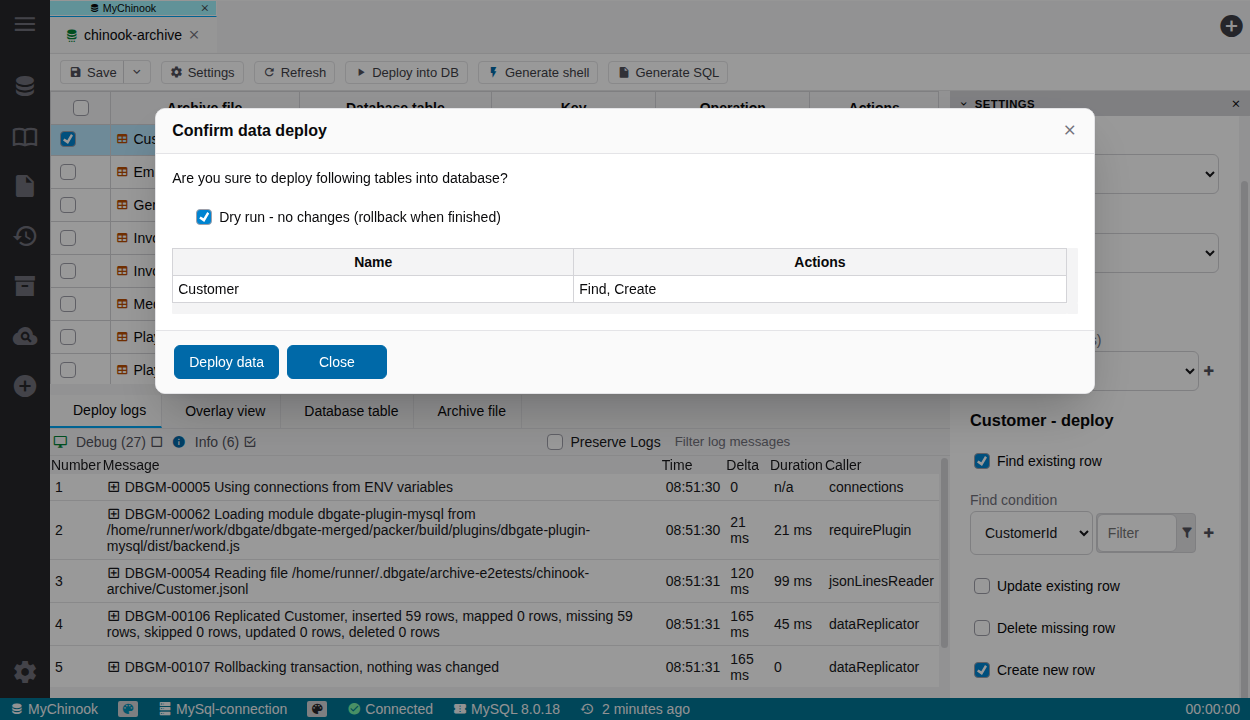 MyChinook
chinook-archive
Save
Settings
Refresh
Deploy into DB
Generate shell
Generate SQL
Archive file Database table Key Operation Actions
SETTINGS
Confirm data deploy
Are you sure to deploy following tables into database?
Dry run - no changes (rollback when finished)
Name Actions
Customer Find, Create
Deploy data Close
Deploy logs Overlay view Database table Archive file
Debug (27) Info (6) Preserve Logs Filter log messages
Number Message Time Delta Duration Caller
1 DBGM-00005 Using connections from ENV variables 08:51:30 0 n/a connections
2 DBGM-00062 Loading module dbgate-plugin-mysql from
/home/runner/work/dbgate/dbgate-merged/packer/build/plugins/dbgate-plugin-
mysql/dist/backend.js 08:51:30 21 ms 21 ms requirePlugin
3 DBGM-00054 Reading file /home/runner/.dbgate/archive-e2etests/chinook-
archive/Customer.jsonl 08:51:31 120 ms 99 ms jsonLinesReader
4 DBGM-00106 Replicated Customer, inserted 59 rows, mapped 0 rows, missing 59
rows, skipped 0 rows, updated 0 rows, deleted 0 rows 08:51:31 165 ms 45 ms dataReplicator
5 DBGM-00107 Rollbacking transaction, nothing was changed 08:51:31 165 ms 0 dataReplicator
Customer - deploy
Find existing row
Find condition
CustomerId Filter
Update existing row
Delete missing row
Create new row
MyChinook MySql-connection Connected MySQL 8.0.18 2 minutes ago 00:00:00